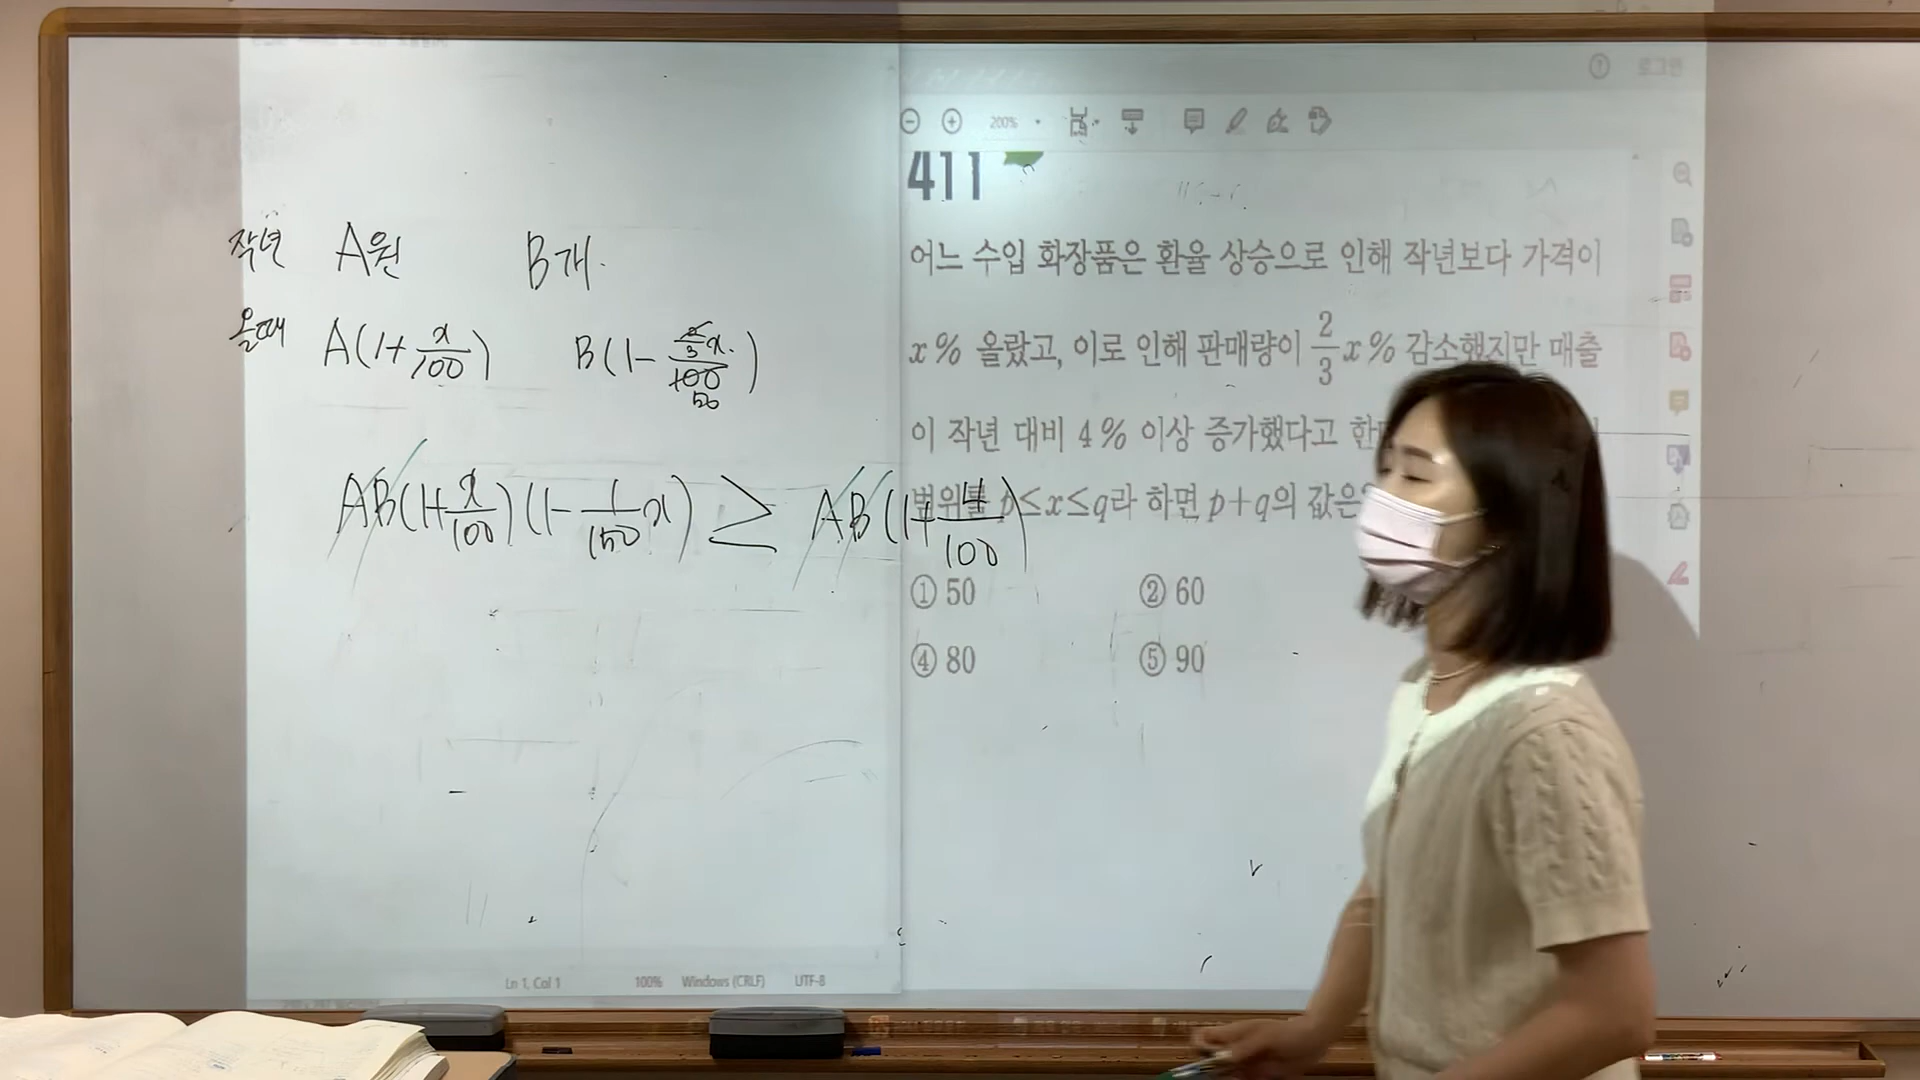 작년 A원 B개
올해 A(1+x/100) B(1-2/3x/100 50)
AB(1+x/100)(1-1/150x) ≥ AB(1+4/100)
200%
411
어느 수입 화장품은 환율 상승으로 인해 작년보다 가격이
x% 올랐고, 이로 인해 판매량이 2/3x% 감소했지만 매출
이 작년 대비 4% 이상 증가했다고
범위를 p≤x≤q라 하면 p+q의 값은
① 50 ② 60
④ 80 ⑤ 90
Ln 1, Col 1 100% Windows (CRLF) UTF-8